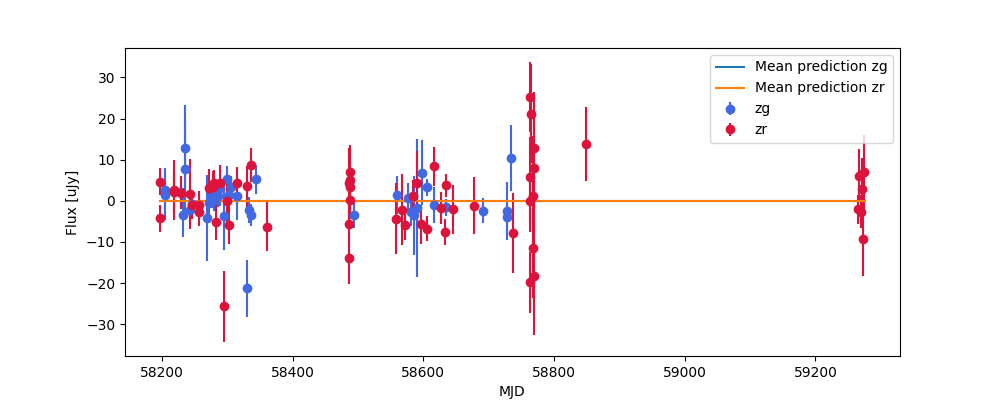 Mean prediction zg
Mean prediction zr
zg
zr
Flux [uJy]
30
20
10
0
−10
−20
−30
58200
58400
58600
58800
59000
59200
MJD